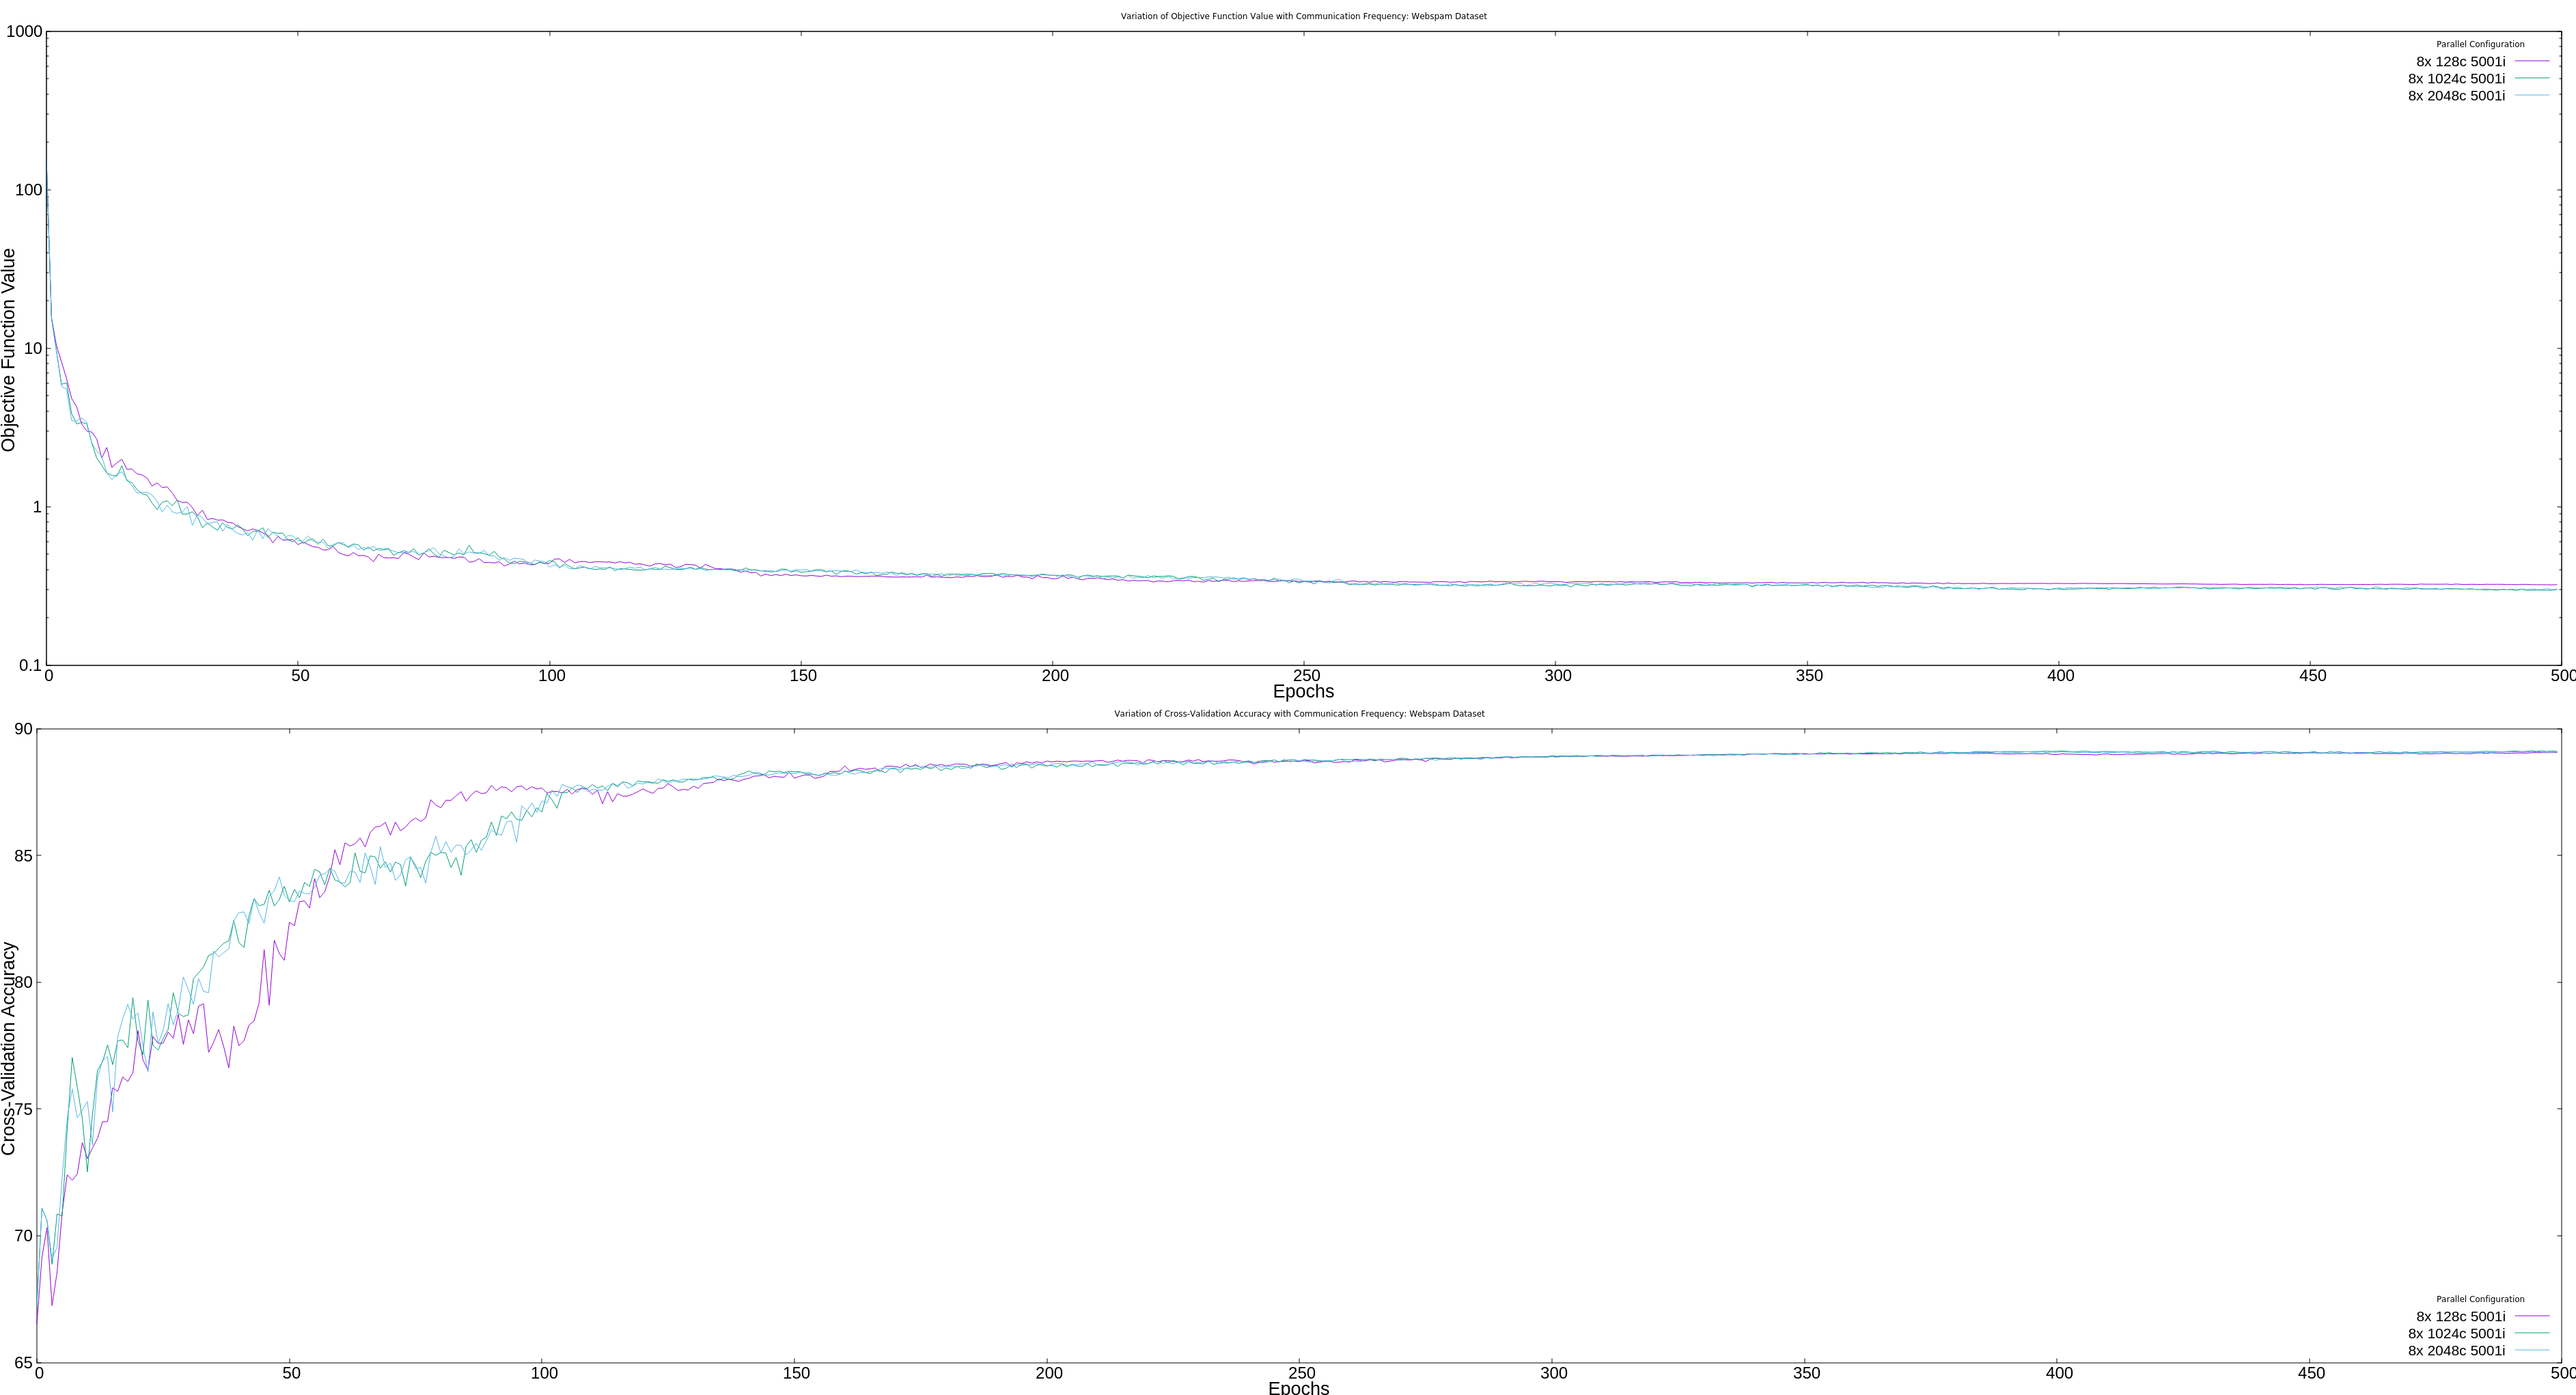 Variation of Objective Function Value with Communication Frequency: Webspam Dataset
Objective Function Value
1000
100
10
1
0.1
Parallel Configuration
8x 128c 5001i
8x 1024c 5001i
8x 2048c 5001i
0 50 100 150 200 250 300 350 400 450 500
Epochs
Variation of Cross-Validation Accuracy with Communication Frequency: Webspam Dataset
Cross-Validation Accuracy
90
85
80
75
70
65
Parallel Configuration
8x 128c 5001i
8x 1024c 5001i
8x 2048c 5001i
0 50 100 150 200 250 300 350 400 450 500
Epochs